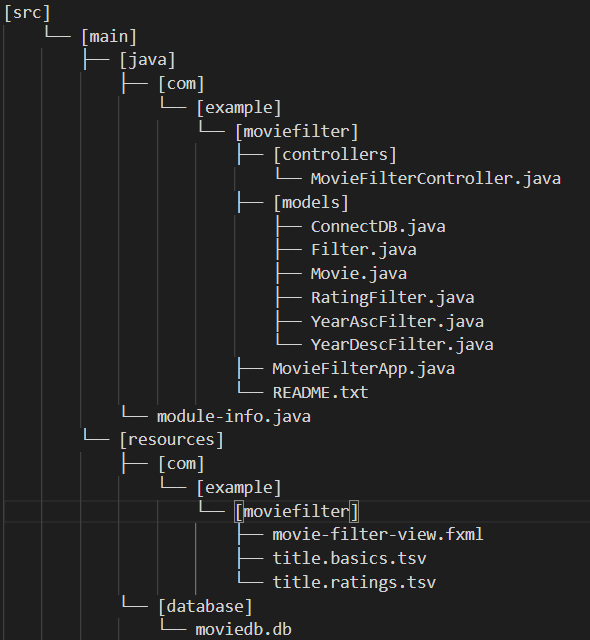 [src]
└── [main]
├── [java]
├── [com]
└── [example]
└── [moviefilter]
├── [controllers]
└── MovieFilterController.java
├── [models]
├── ConnectDB.java
├── Filter.java
├── Movie.java
├── RatingFilter.java
├── YearAscFilter.java
└── YearDescFilter.java
├── MovieFilterApp.java
└── README.txt
└── module-info.java
└── [resources]
├── [com]
└── [example]
└── [moviefilter]
├── movie-filter-view.fxml
├── title.basics.tsv
└── title.ratings.tsv
└── [database]
└── moviedb.db